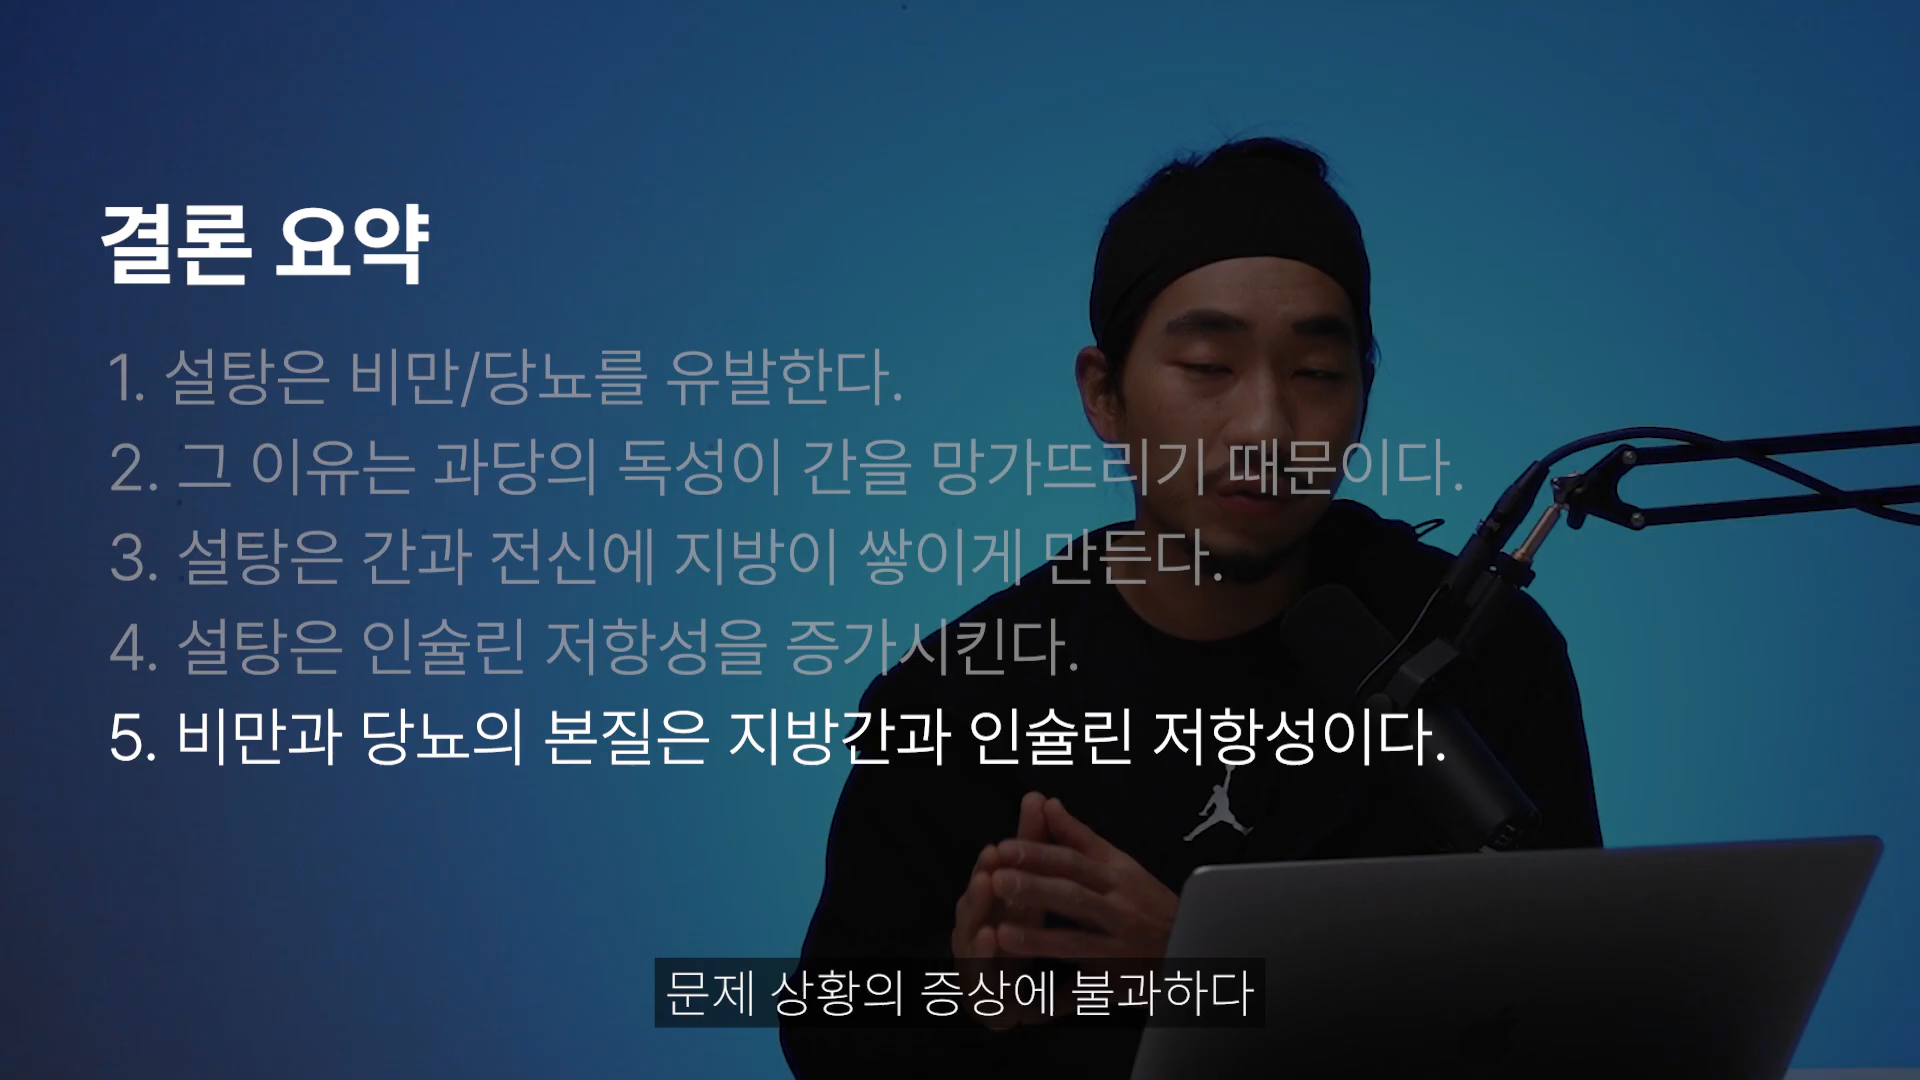 결론 요약
1. 설탕은 비만/당뇨를 유발한다.
2. 그 이유는 과당의 독성이 간을 망가뜨리기 때문이다.
3. 설탕은 간과 전신에 지방이 쌓이게 만든다.
4. 설탕은 인슐린 저항성을 증가시킨다.
5. 비만과 당뇨의 본질은 지방간과 인슐린 저항성이다.
문제 상황의 증상에 불과하다